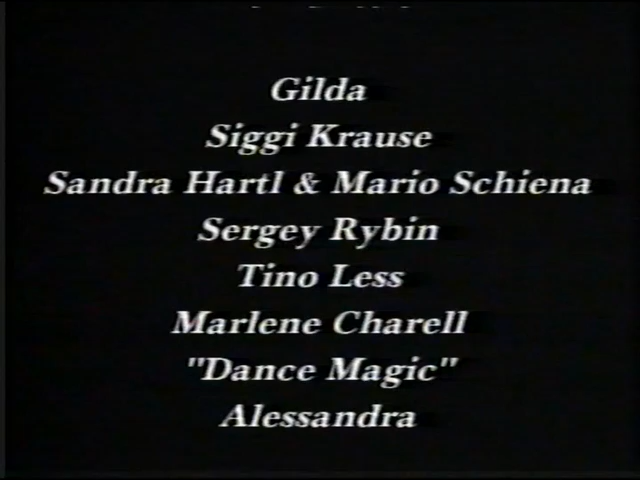 Gilda
Siggi Krause
Sandra Hartl & Mario Schiena
Sergey Rybin
Tino Less
Marlene Charell
"Dance Magic"
Alessandra